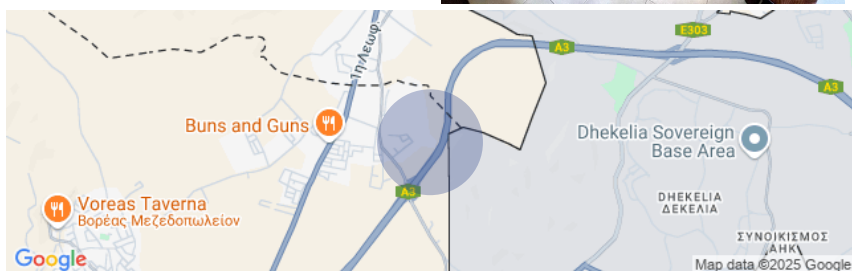 E303
A3
A3
Buns and Guns
Dhekelia Sovereign
Base Area
A3
Voreas Taverna
Βορέας Μεζεδοπωλείον
DHEKELIA
ΔΕΚΕΛΙΑ
ΣΥΝΟΙΚΙΣΜΟΣ
ΑΗΚ
Google
Map data ©2025 Google